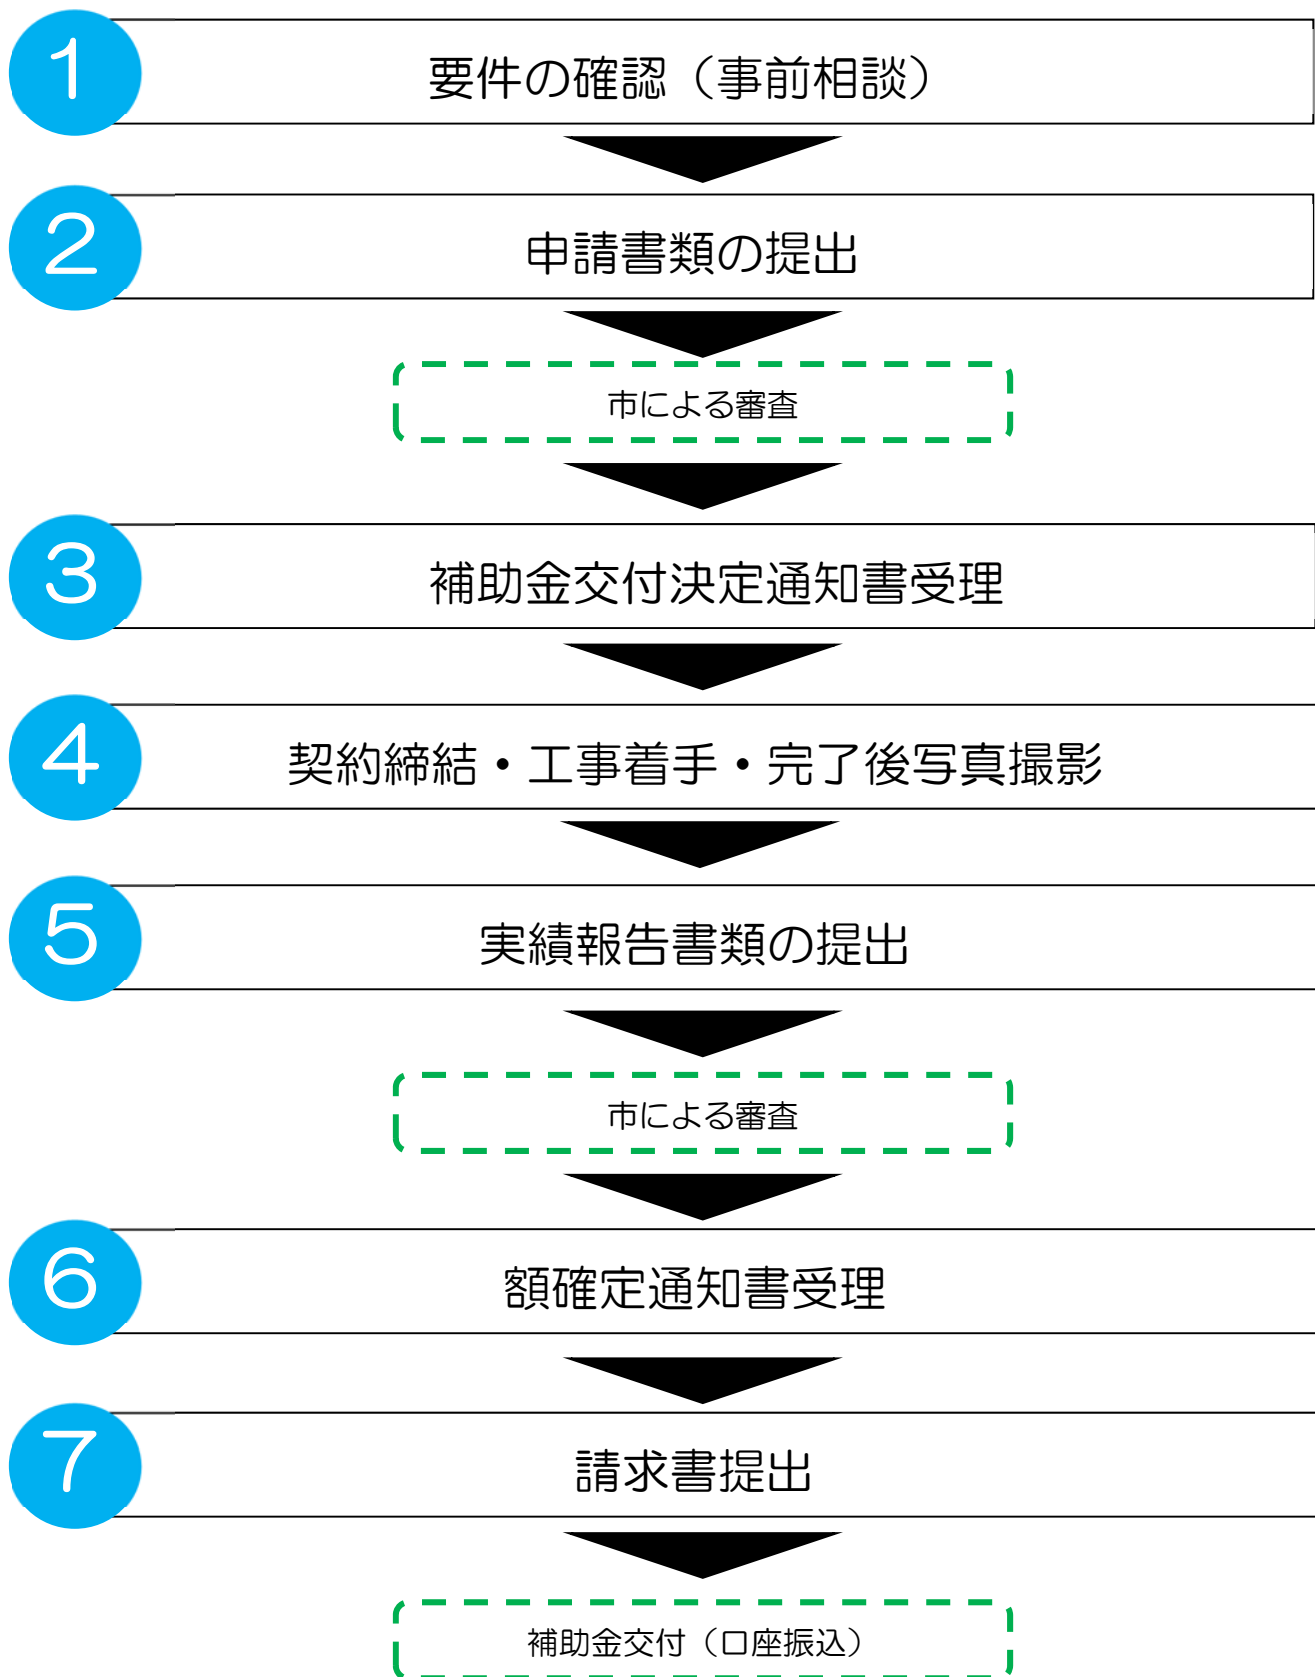 1
要件の確認（事前相談）
2
申請書類の提出
市による審査
3
補助金交付決定通知書受理
4
契約締結・工事着手・完了後写真撮影
5
実績報告書類の提出
市による審査
6
額確定通知書受理
7
請求書提出
補助金交付（口座振込）